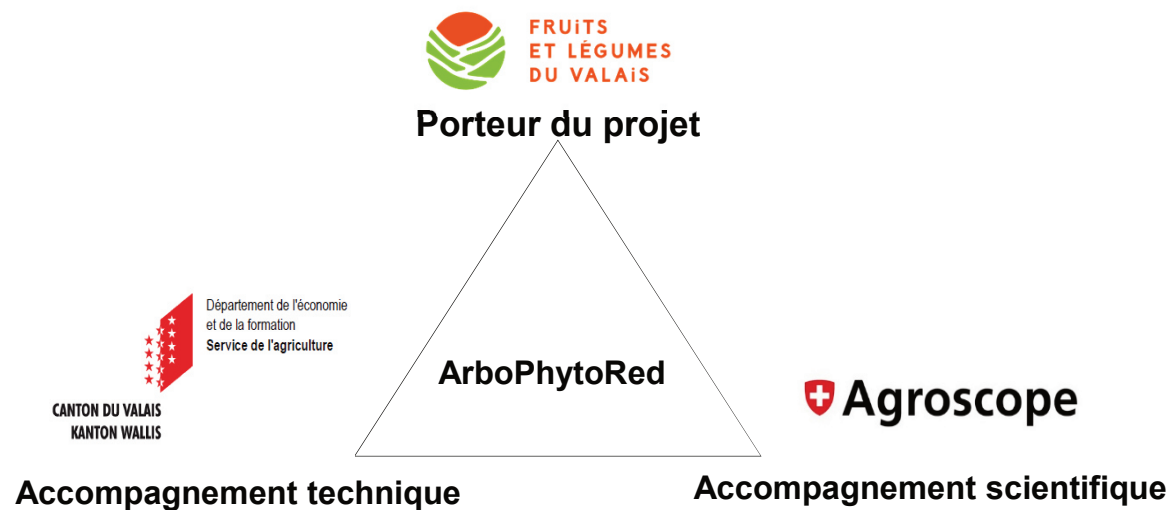 FRUiTS
ET LÉGUMES
DU VALAiS
Porteur du projet
Département de l'économie
et de la formation
Service de l'agriculture
CANTON DU VALAIS
KANTON WALLIS
ArboPhytoRed
Agroscope
Accompagnement technique
Accompagnement scientifique